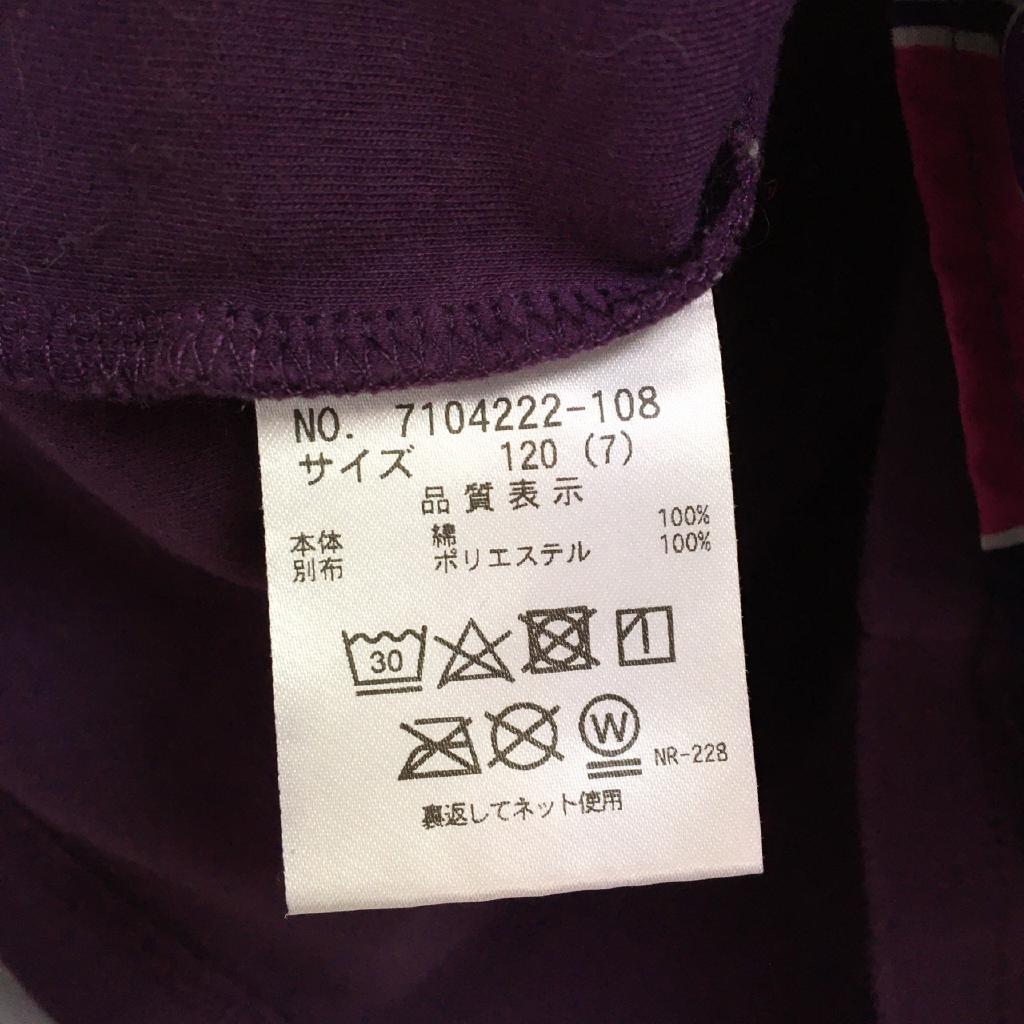 NO. 7104222-108
サイズ 120 (7)
品質表示
本体 綿 100%
別布 ポリエステル 100%
30
W NR-228
裏返してネット使用